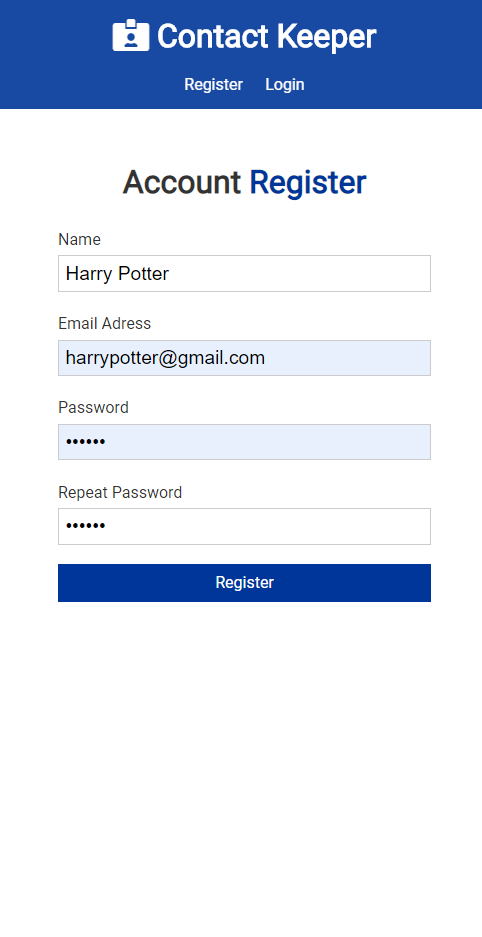 Contact Keeper
Register Login
Account Register
Name
Harry Potter
Email Adress
harrypotter@gmail.com
Password
••••••
Repeat Password
••••••
Register